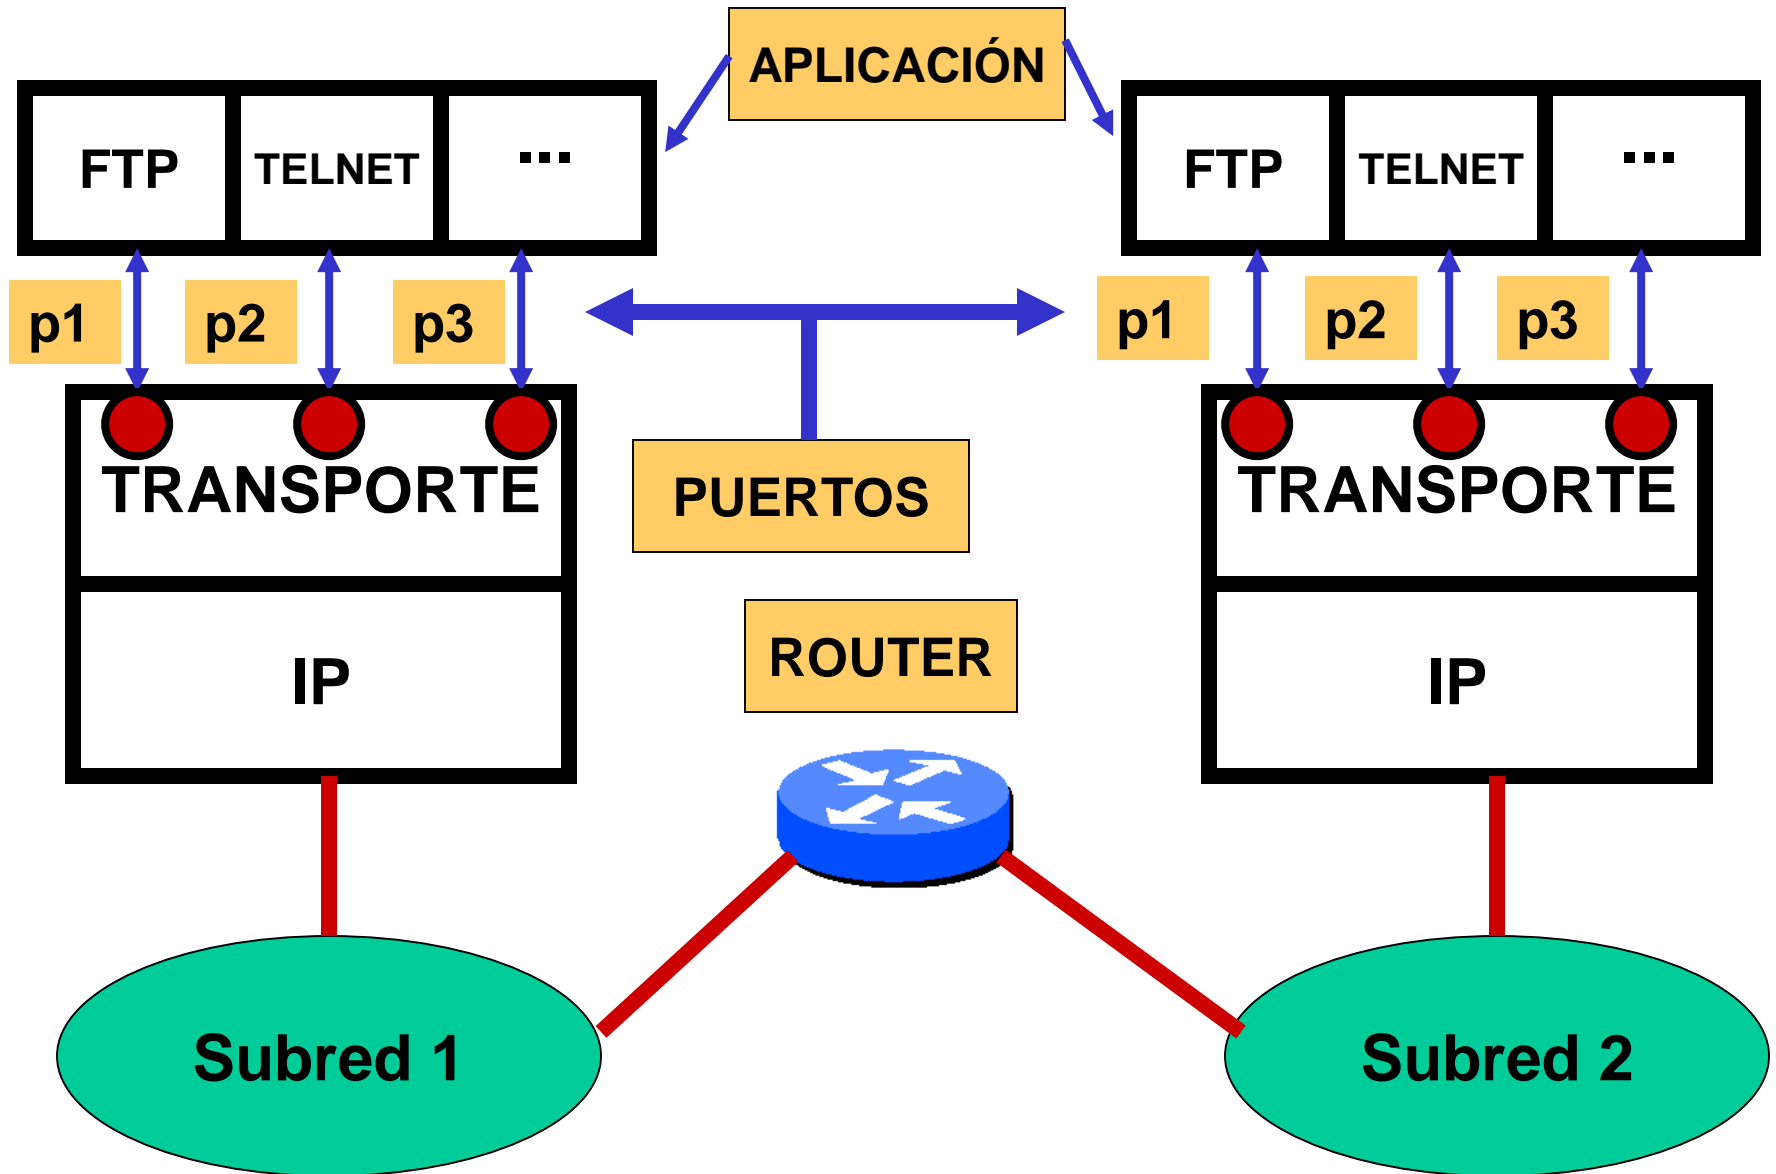 APLICACIÓN
FTP TELNET ...
FTP TELNET ...
p1 p2 p3
p1 p2 p3
TRANSPORTE
PUERTOS
TRANSPORTE
IP
ROUTER
IP
Subred 1
Subred 2